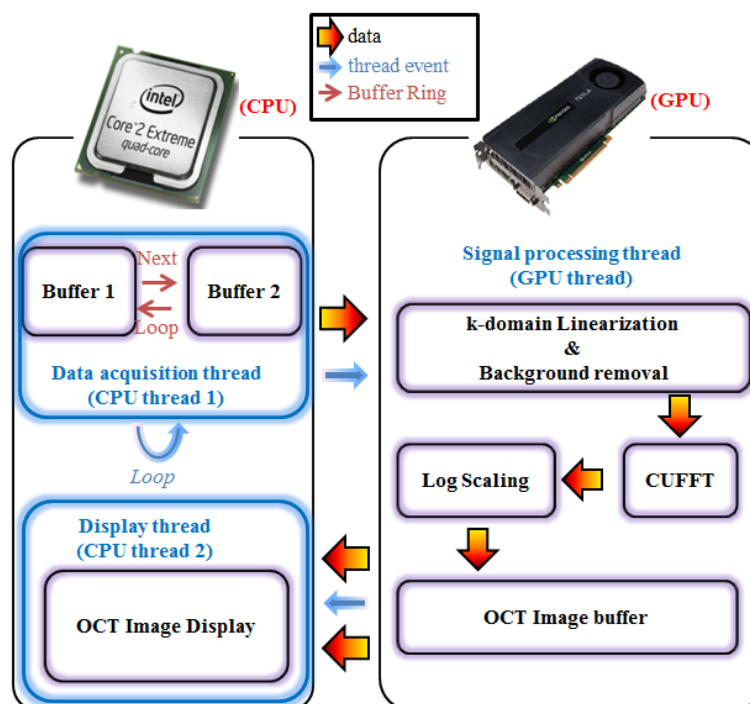 data
thread event
Buffer Ring
(CPU)
(GPU)
intel
Core 2 Extreme
quad-core
TESLA
Signal processing thread
(GPU thread)
Next
Buffer 1
Buffer 2
Loop
k-domain Linearization
&
Background removal
Data acquisition thread
(CPU thread 1)
Loop
Log Scaling
CUFFT
Display thread
(CPU thread 2)
OCT Image Display
OCT Image buffer